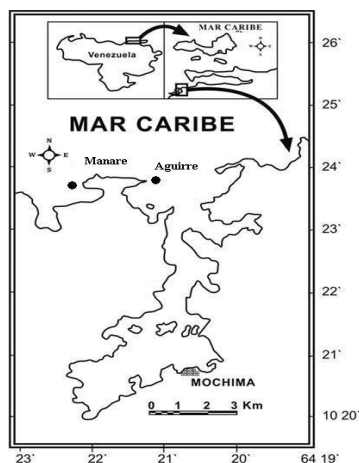 MAR CARIBE
Venezuela
N
W E
S
MAR CARIBE
Manare
Aguirre
MOCHIMA
0 1 2 3 Km
26`
25`
24`
23`
22`
21`
10 20`
23` 22` 21` 20` 64 19`